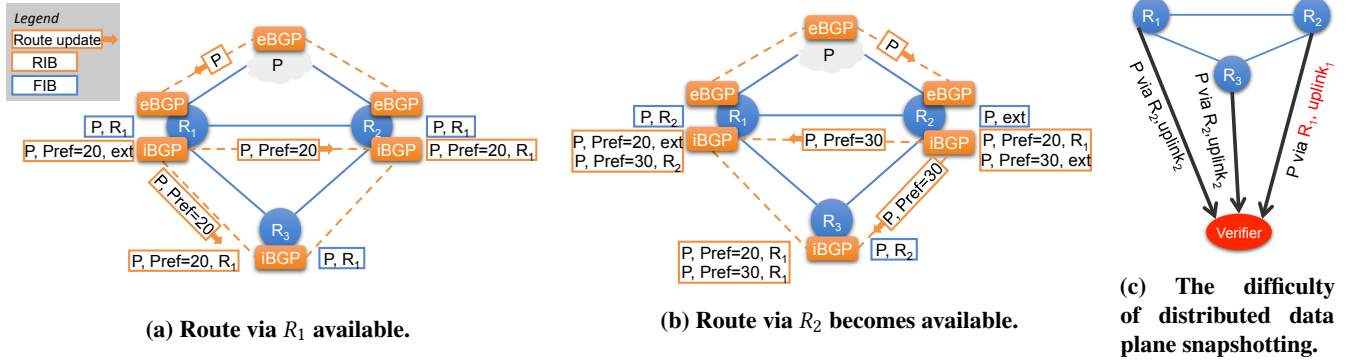 Legend
Route update
RIB
FIB
eBGP
P
P
eBGP
eBGP
R1
R2
P, R1
P, R1
P, Pref=20, ext
iBGP
P, Pref=20
iBGP
P, Pref=20, R1
P, Pref=20
R3
P, Pref=20, R1
iBGP
P, R1
(a) Route via R1 available.
eBGP
P
P
eBGP
eBGP
P, R2
R1
R2
P, ext
P, Pref=20, ext
P, Pref=30, R2
iBGP
P, Pref=30
iBGP
P, Pref=20, R1
P, Pref=30, ext
P, Pref=30
R3
P, Pref=20, R1
P, Pref=30, R1
iBGP
P, R2
(b) Route via R2 becomes available.
R1
R2
R3
P via R2, uplink2
P via R2, uplink2
P via R1, uplink1
Verifier
(c) The difficulty
of distributed data
plane snapshotting.